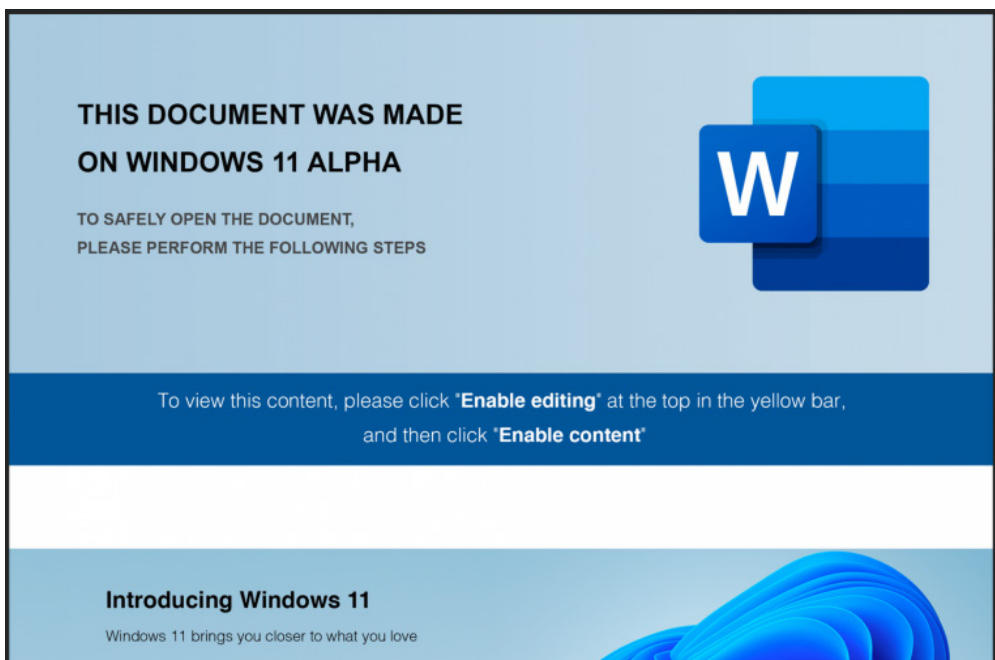 THIS DOCUMENT WAS MADE
ON WINDOWS 11 ALPHA
W
TO SAFELY OPEN THE DOCUMENT,
PLEASE PERFORM THE FOLLOWING STEPS
To view this content, please click "Enable editing" at the top in the yellow bar,
and then click "Enable content"
Introducing Windows 11
Windows 11 brings you closer to what you love